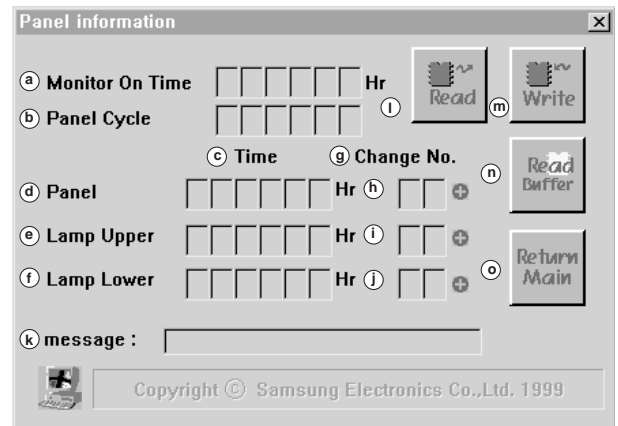 Panel information
ⓐ Monitor On Time Hr
ⓑ Panel Cycle
ⓛ Read
ⓜ Write
ⓒ Time ⓖ Change No.
ⓓ Panel Hr ⓗ
ⓝ Read Buffer
ⓔ Lamp Upper Hr ⓘ
ⓕ Lamp Lower Hr ⓙ
ⓞ Return Main
ⓚ message :
Copyright © Samsung Electronics Co.,Ltd. 1999